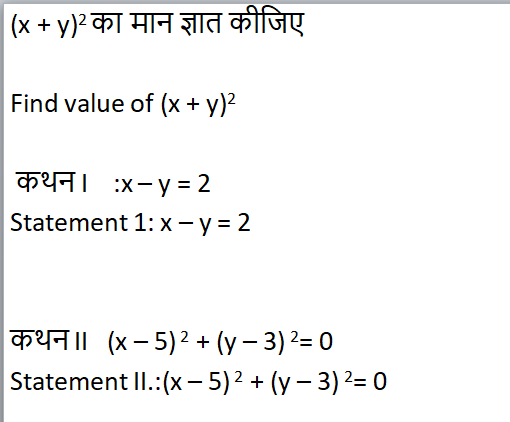 (x + y)² का मान ज्ञात कीजिए
Find value of (x + y)²
कथन I :x – y = 2
Statement 1: x – y = 2
कथन II (x – 5) ² + (y – 3) ²= 0
Statement II.:(x – 5) ² + (y – 3) ²= 0